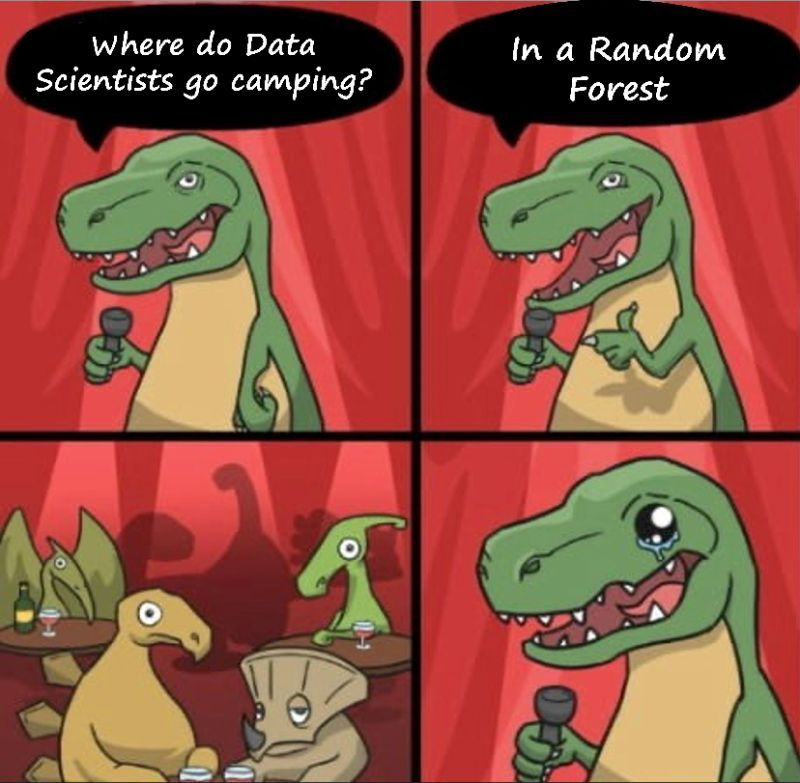 Where do Data
Scientists go camping?
In a Random
Forest